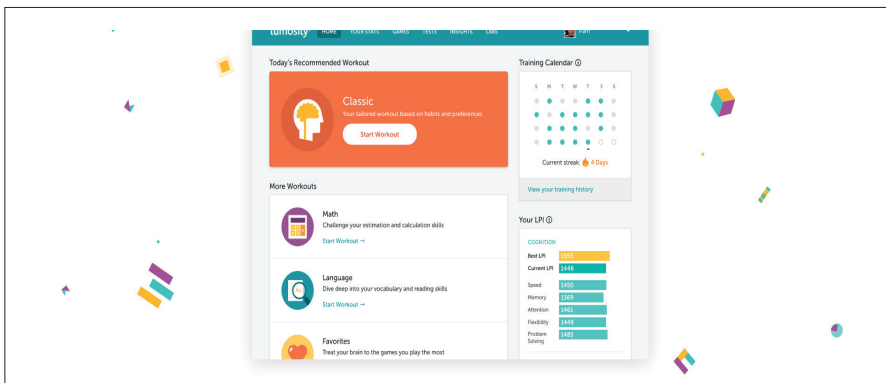 lumosity HOME YOUR STATS GAMES TESTS INSIGHTS LABS Pam
Today's Recommended Workout
Classic
Your tailored workout based on habits and preferences
Start Workout
More Workouts
Math
Challenge your estimation and calculation skills
Start Workout →
Language
Dive deep into your vocabulary and reading skills
Start Workout →
Favorites
Treat your brain to the games you play the most
Training Calendar
S M T W T F S
Current streak: 4 Days
View your training history
Your LPI
COGNITION
Best LPI
Current LPI 1446
Speed 1450
Memory 1369
Attention 1461
Flexibility 1448
Problem Solving 1485